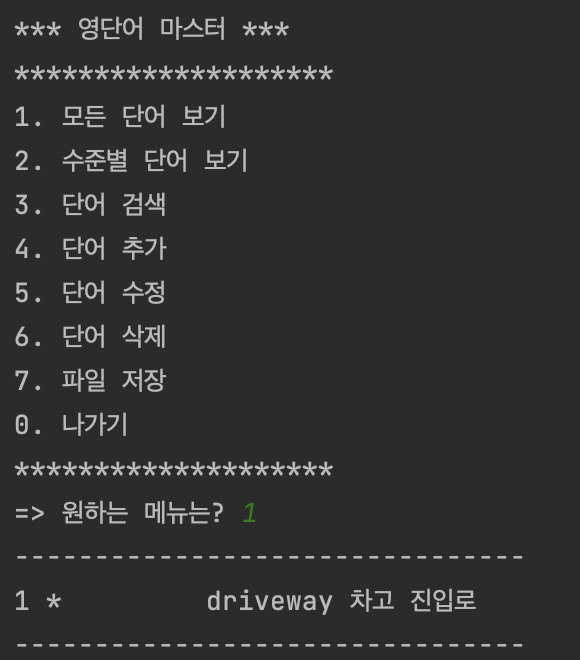 *** 영단어 마스터 ***
********************
1. 모든 단어 보기
2. 수준별 단어 보기
3. 단어 검색
4. 단어 추가
5. 단어 수정
6. 단어 삭제
7. 파일 저장
0. 나가기
********************
=> 원하는 메뉴는? 1
--------------------------------
1 *         driveway 차고 진입로
--------------------------------